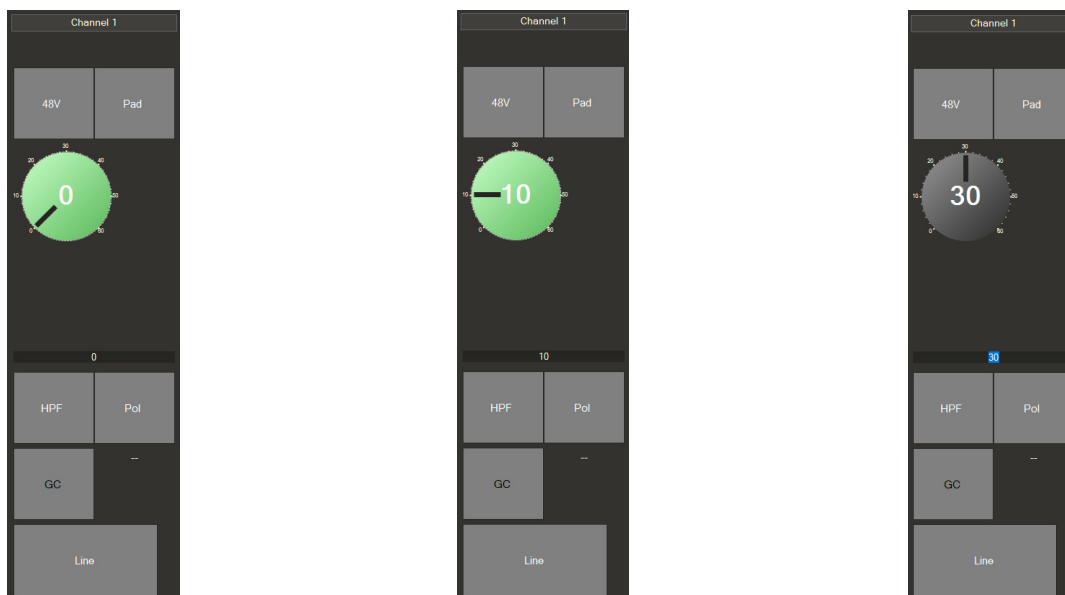 Channel 1
48V Pad
30
20 40
10 0 50
0 60
0
HPF Pol
GC --
Line
Channel 1
48V Pad
30
20 40
10 10 50
0 60
10
HPF Pol
GC --
Line
Channel 1
48V Pad
30
20 40
10 30 50
0 60
30
HPF Pol
GC --
Line